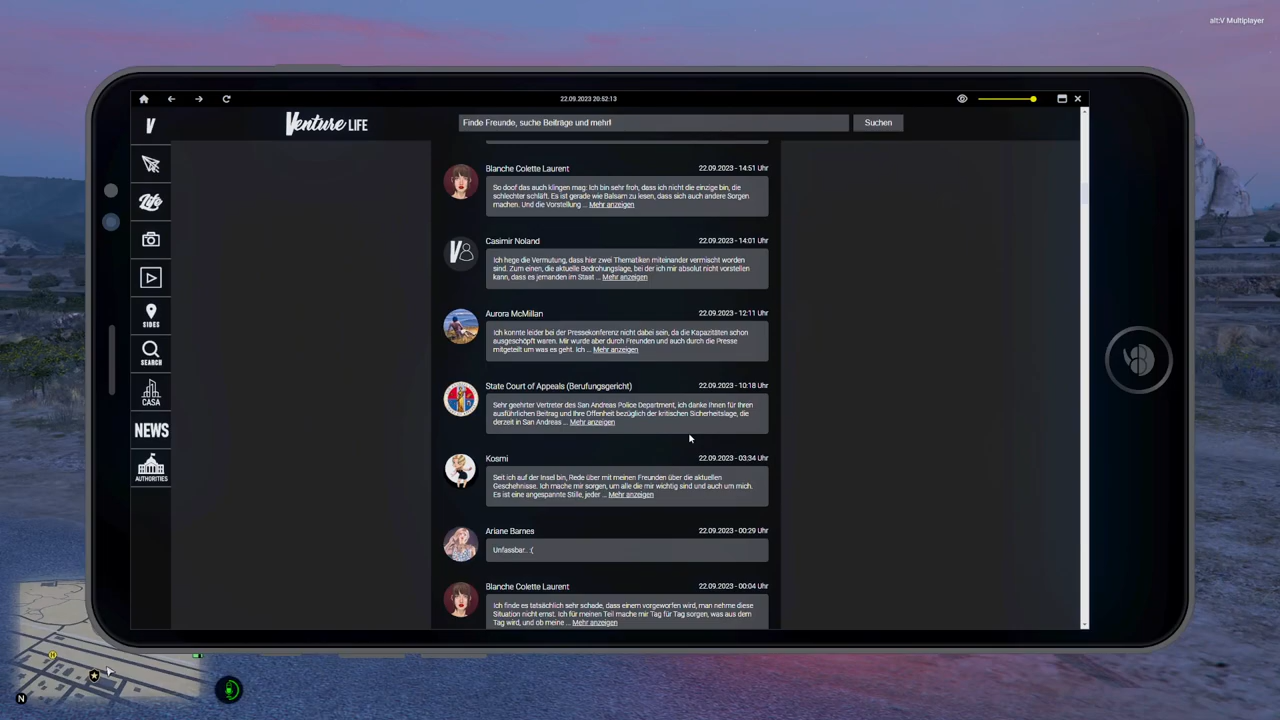 alt:V Multiplayer
22.09.2023 20:52:13
V
Venture LIFE
Finde Freunde, suche Beiträge und mehr!
Suchen
Life
SIDES
SEARCH
CASA
NEWS
AUTHORITIES
Blanche Colette Laurent
22.09.2023 - 14:51 Uhr
So doof das auch klingen mag: Ich bin sehr froh, dass ich nicht die einzige bin, die
schlechter schläft. Es ist gerade wie Balsam zu lesen, dass sich auch andere Sorgen
machen. Und die Vorstellung ... Mehr anzeigen
Casimir Noland
22.09.2023 - 14:01 Uhr
Ich hege die Vermutung, dass hier zwei Thematiken miteinander vermischt worden
sind. Zum einen, die aktuelle Bedrohungslage, bei der ich mir absolut nicht vorstellen
kann, dass es jemanden im Staat ... Mehr anzeigen
Aurora McMillan
22.09.2023 - 12:11 Uhr
Ich konnte leider bei der Pressekonferenz nicht dabei sein, da die Kapazitäten schon
ausgeschöpft waren. Mir wurde aber durch Freunden und auch durch die Presse
mitgeteilt um was es geht. Ich ... Mehr anzeigen
State Court of Appeals (Berufungsgericht)
22.09.2023 - 10:18 Uhr
Sehr geehrter Vertreter des San Andreas Police Department, ich danke Ihnen für Ihren
ausführlichen Beitrag und Ihre Offenheit bezüglich der kritischen Sicherheitslage, die
derzeit in San Andreas ... Mehr anzeigen
Kosmi
22.09.2023 - 03:34 Uhr
Seit ich auf der Insel bin, Rede über mit meinen Freunden über die aktuellen
Geschehnisse. Ich mache mir sorgen, um alle die mir wichtig sind und auch um mich.
Es ist eine angespannte Stille, jeder ... Mehr anzeigen
Ariane Barnes
22.09.2023 - 00:29 Uhr
Unfassbar.. :(
Blanche Colette Laurent
22.09.2023 - 00:04 Uhr
Ich finde es tatsächlich sehr schade, dass einem vorgeworfen wird, man nehme diese
Situation nicht ernst. Ich für meinen Teil mache mir Tag für Tag sorgen, was aus dem
Tag wird, und ob meine ... Mehr anzeigen
N